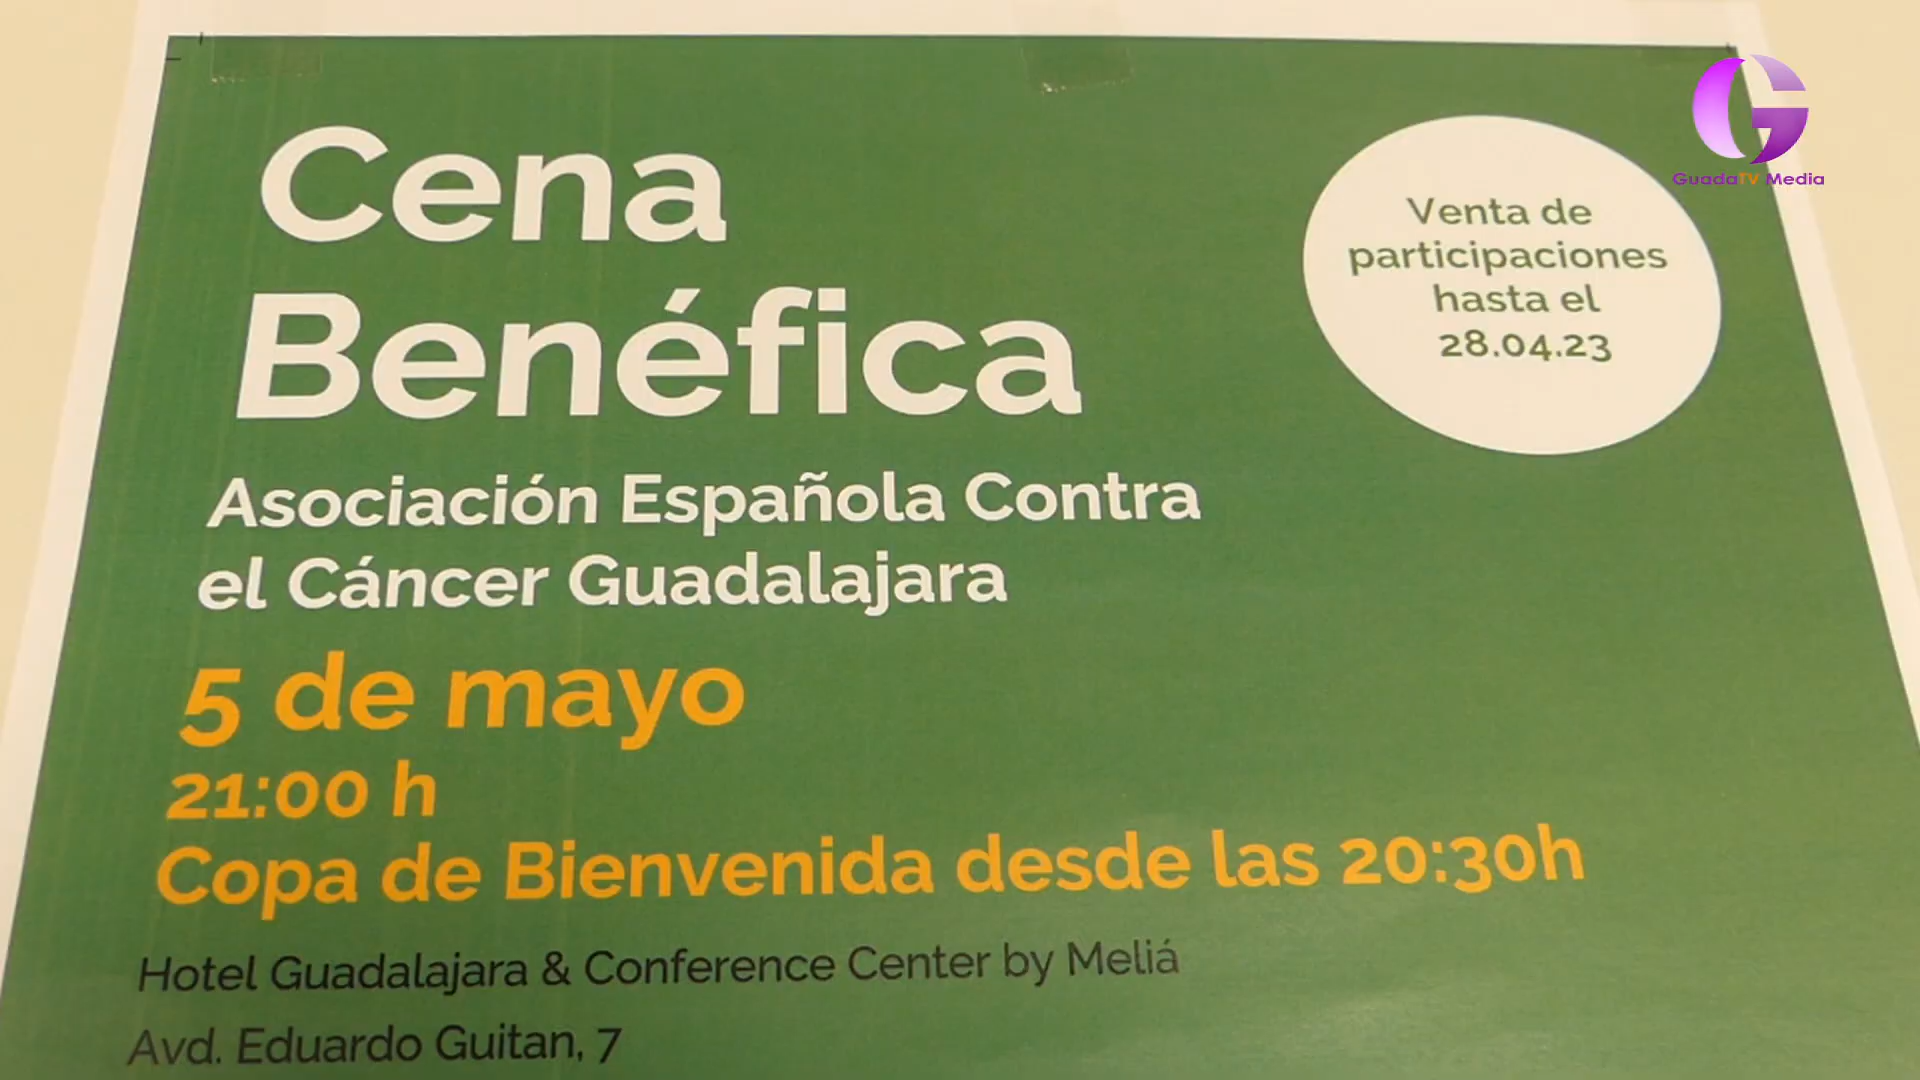 Cena
Benéfica
Asociación Española Contra
el Cáncer Guadalajara
5 de mayo
21:00 h
Copa de Bienvenida desde las 20:30h
Hotel Guadalajara & Conference Center by Meliá
Avd. Eduardo Guitan, 7
Venta de
participaciones
hasta el
28.04.23
GuadaTV Media